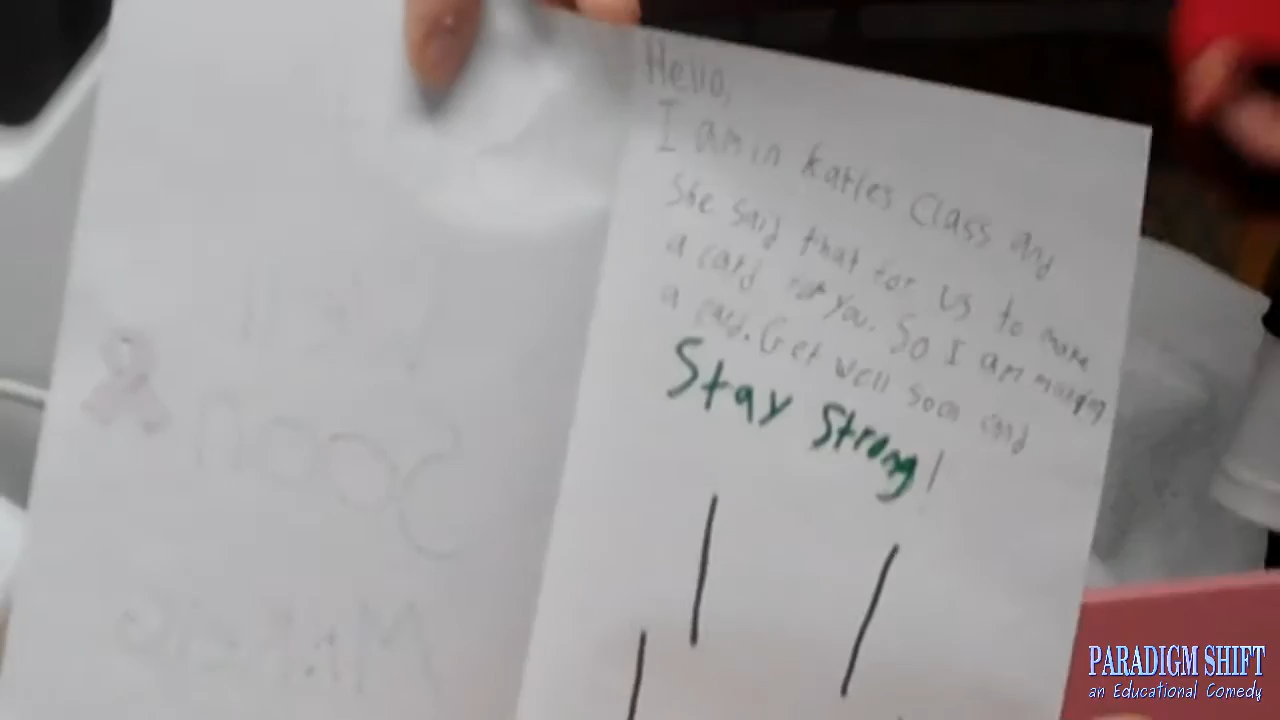 Hello,
I am in Katies Class and
She said that for us to make
a card for you. So I am making
a card. Get well soon card
Stay Strong!
Soon
PARADIGM SHIFT
an Educational Comedy